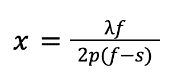 x = λf / 2p(f−s)